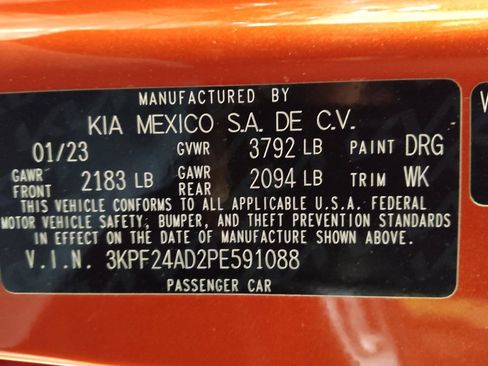 MANUFACTURED BY
KIA MEXICO S.A. DE C.V.
01/23 GVWR 3792 LB PAINT DRG
GAWR FRONT 2183 LB GAWR REAR 2094 LB TRIM WK
THIS VEHICLE CONFORMS TO ALL APPLICABLE U.S.A. FEDERAL
MOTOR VEHICLE SAFETY, BUMPER, AND THEFT PREVENTION STANDARDS
IN EFFECT ON THE DATE OF MANUFACTURE SHOWN ABOVE.
V.I.N. 3KPF24AD2PE591088
PASSENGER CAR